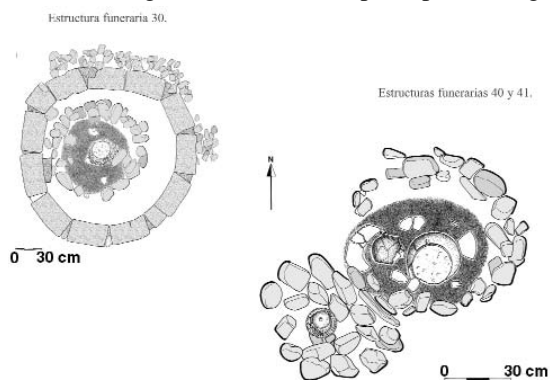 Estructura funeraria 30.
Estructuras funerarias 40 y 41.
N
0 30 cm
0 30 cm